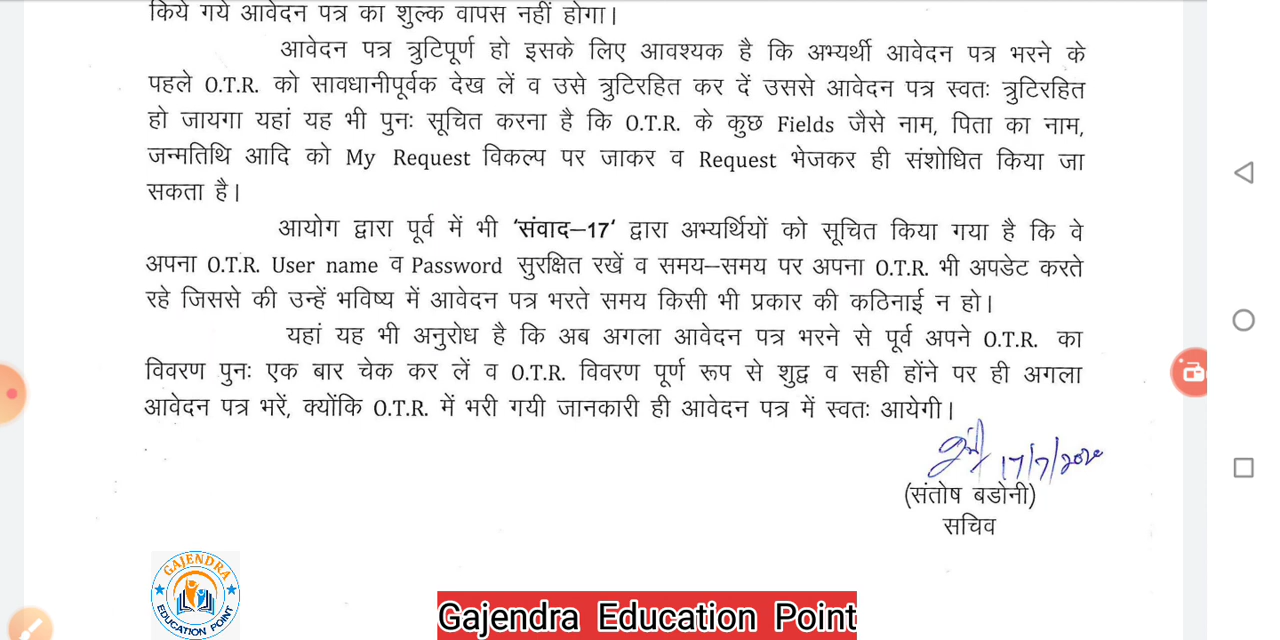 किये गये आवेदन पत्र का शुल्क वापस नहीं होगा।
आवेदन पत्र त्रुटिपूर्ण हो इसके लिए आवश्यक है कि अभ्यर्थी आवेदन पत्र भरने के
पहले O.T.R. को सावधानीपूर्वक देख लें व उसे त्रुटिरहित कर दें उससे आवेदन पत्र स्वतः त्रुटिरहित
हो जायगा यहां यह भी पुनः सूचित करना है कि O.T.R. के कुछ Fields जैसे नाम, पिता का नाम,
जन्मतिथि आदि को My Request विकल्प पर जाकर व Request भेजकर ही संशोधित किया जा
सकता है।
आयोग द्वारा पूर्व में भी 'संवाद–17' द्वारा अभ्यर्थियों को सूचित किया गया है कि वे
अपना O.T.R. User name व Password सुरक्षित रखें व समय–समय पर अपना O.T.R. भी अपडेट करते
रहे जिससे की उन्हें भविष्य में आवेदन पत्र भरते समय किसी भी प्रकार की कठिनाई न हो।
यहां यह भी अनुरोध है कि अब अगला आवेदन पत्र भरने से पूर्व अपने O.T.R. का
विवरण पुनः एक बार चेक कर लें व O.T.R. विवरण पूर्ण रूप से शुद्व व सही होंने पर ही अगला
आवेदन पत्र भरें, क्योंकि O.T.R. में भरी गयी जानकारी ही आवेदन पत्र में स्वतः आयेगी।
17/7/2020
(संतोष बडोनी)
सचिव
GAJENDRA
EDUCATION POINT
Gajendra Education Point